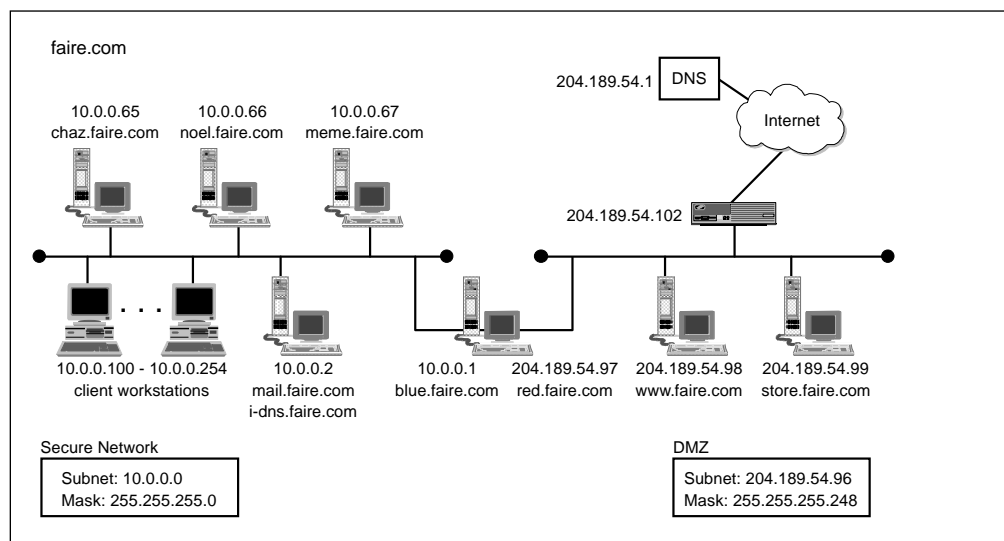 faire.com
204.189.54.1
DNS
Internet
10.0.0.65
chaz.faire.com
10.0.0.66
noel.faire.com
10.0.0.67
meme.faire.com
204.189.54.102
. . .
10.0.0.100 - 10.0.0.254
client workstations
10.0.0.2
mail.faire.com
i-dns.faire.com
10.0.0.1
blue.faire.com
204.189.54.97
red.faire.com
204.189.54.98
www.faire.com
204.189.54.99
store.faire.com
Secure Network
Subnet: 10.0.0.0
Mask: 255.255.255.0
DMZ
Subnet: 204.189.54.96
Mask: 255.255.255.248